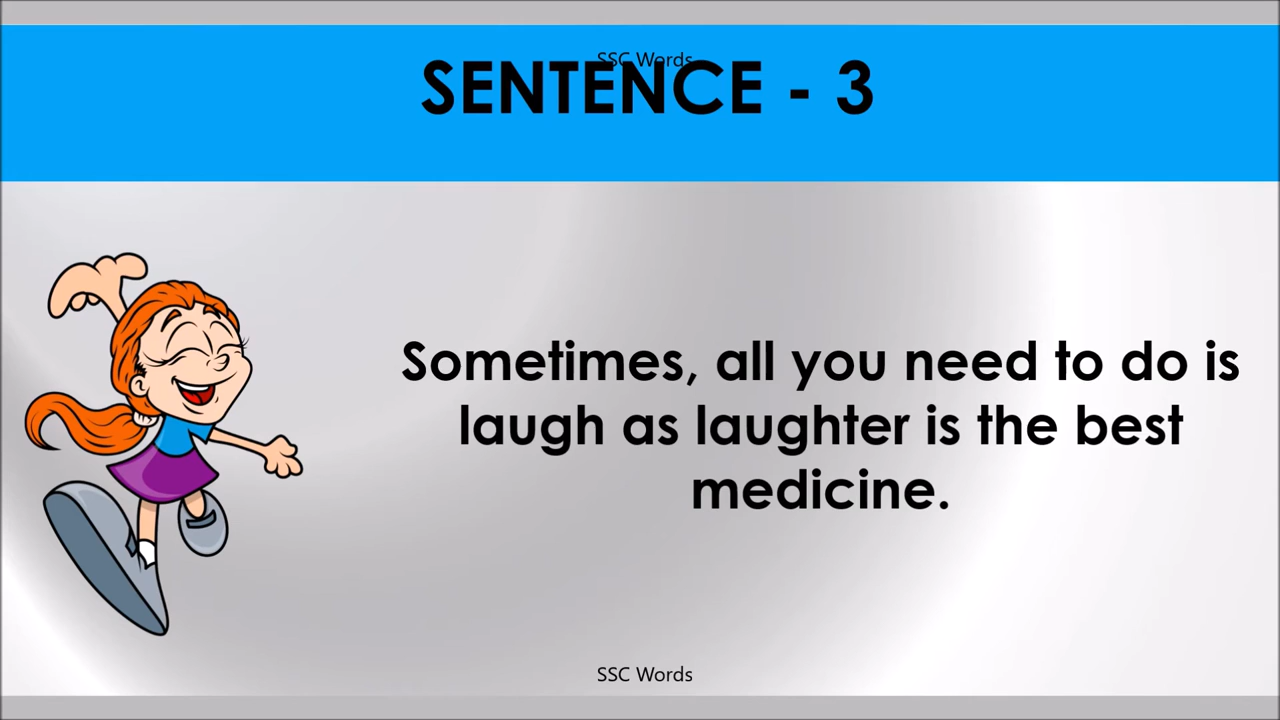 SSC Words
SENTENCE - 3
Sometimes, all you need to do is
laugh as laughter is the best
medicine.
SSC Words